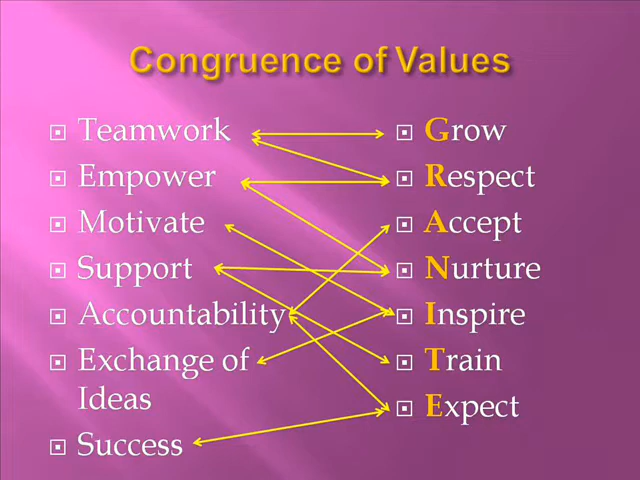 Congruence of Values
Teamwork
Empower
Motivate
Support
Accountability
Exchange of
Ideas
Success
Grow
Respect
Accept
Nurture
Inspire
Train
Expect